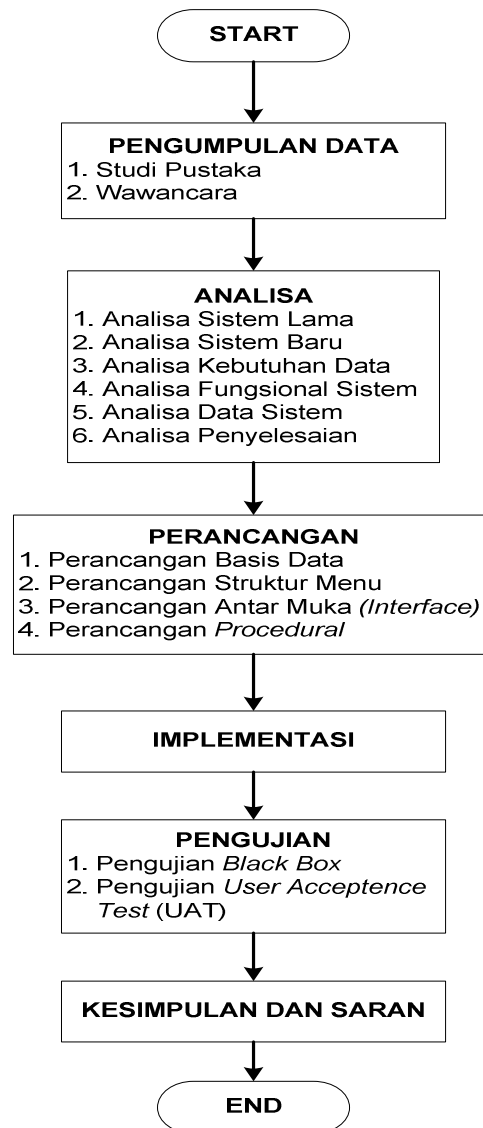 START
PENGUMPULAN DATA
1. Studi Pustaka
2. Wawancara
ANALISA
1. Analisa Sistem Lama
2. Analisa Sistem Baru
3. Analisa Kebutuhan Data
4. Analisa Fungsional Sistem
5. Analisa Data Sistem
6. Analisa Penyelesaian
PERANCANGAN
1. Perancangan Basis Data
2. Perancangan Struktur Menu
3. Perancangan Antar Muka (Interface)
4. Perancangan Procedural
IMPLEMENTASI
PENGUJIAN
1. Pengujian Black Box
2. Pengujian User Acceptence
Test (UAT)
KESIMPULAN DAN SARAN
END